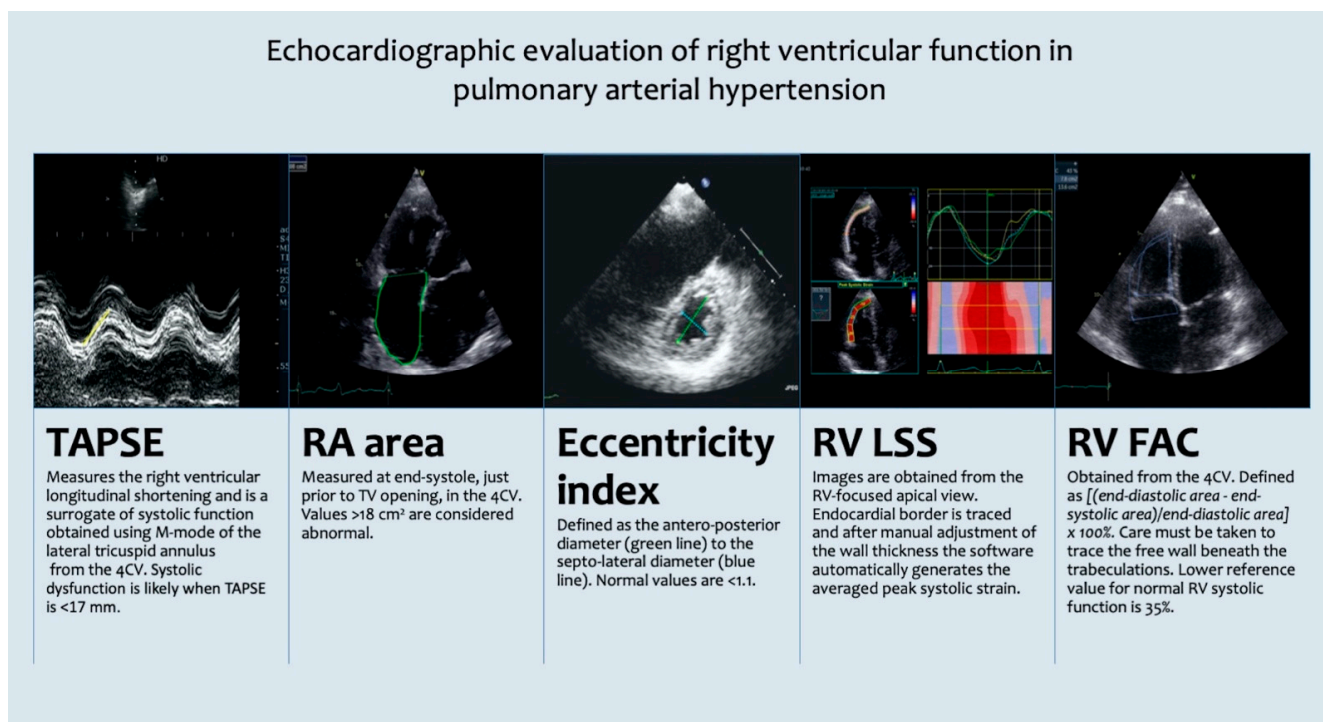 Echocardiographic evaluation of right ventricular function in
pulmonary arterial hypertension
HD
V
JPEG
V
45 %
TAPSE
Measures the right ventricular
longitudinal shortening and is a
surrogate of systolic function
obtained using M-mode of the
lateral tricuspid annulus
from the 4CV. Systolic
dysfunction is likely when TAPSE
is <17 mm.
RA area
Measured at end-systole, just
prior to TV opening, in the 4CV.
Values >18 cm² are considered
abnormal.
Eccentricity
index
Defined as the antero-posterior
diameter (green line) to the
septo-lateral diameter (blue
line). Normal values are <1.1.
RV LSS
Images are obtained from the
RV-focused apical view.
Endocardial border is traced
and after manual adjustment of
the wall thickness the software
automatically generates the
averaged peak systolic strain.
RV FAC
Obtained from the 4CV. Defined
as [(end-diastolic area - end-
systolic area)/end-diastolic area]
x 100%. Care must be taken to
trace the free wall beneath the
trabeculations. Lower reference
value for normal RV systolic
function is 35%.